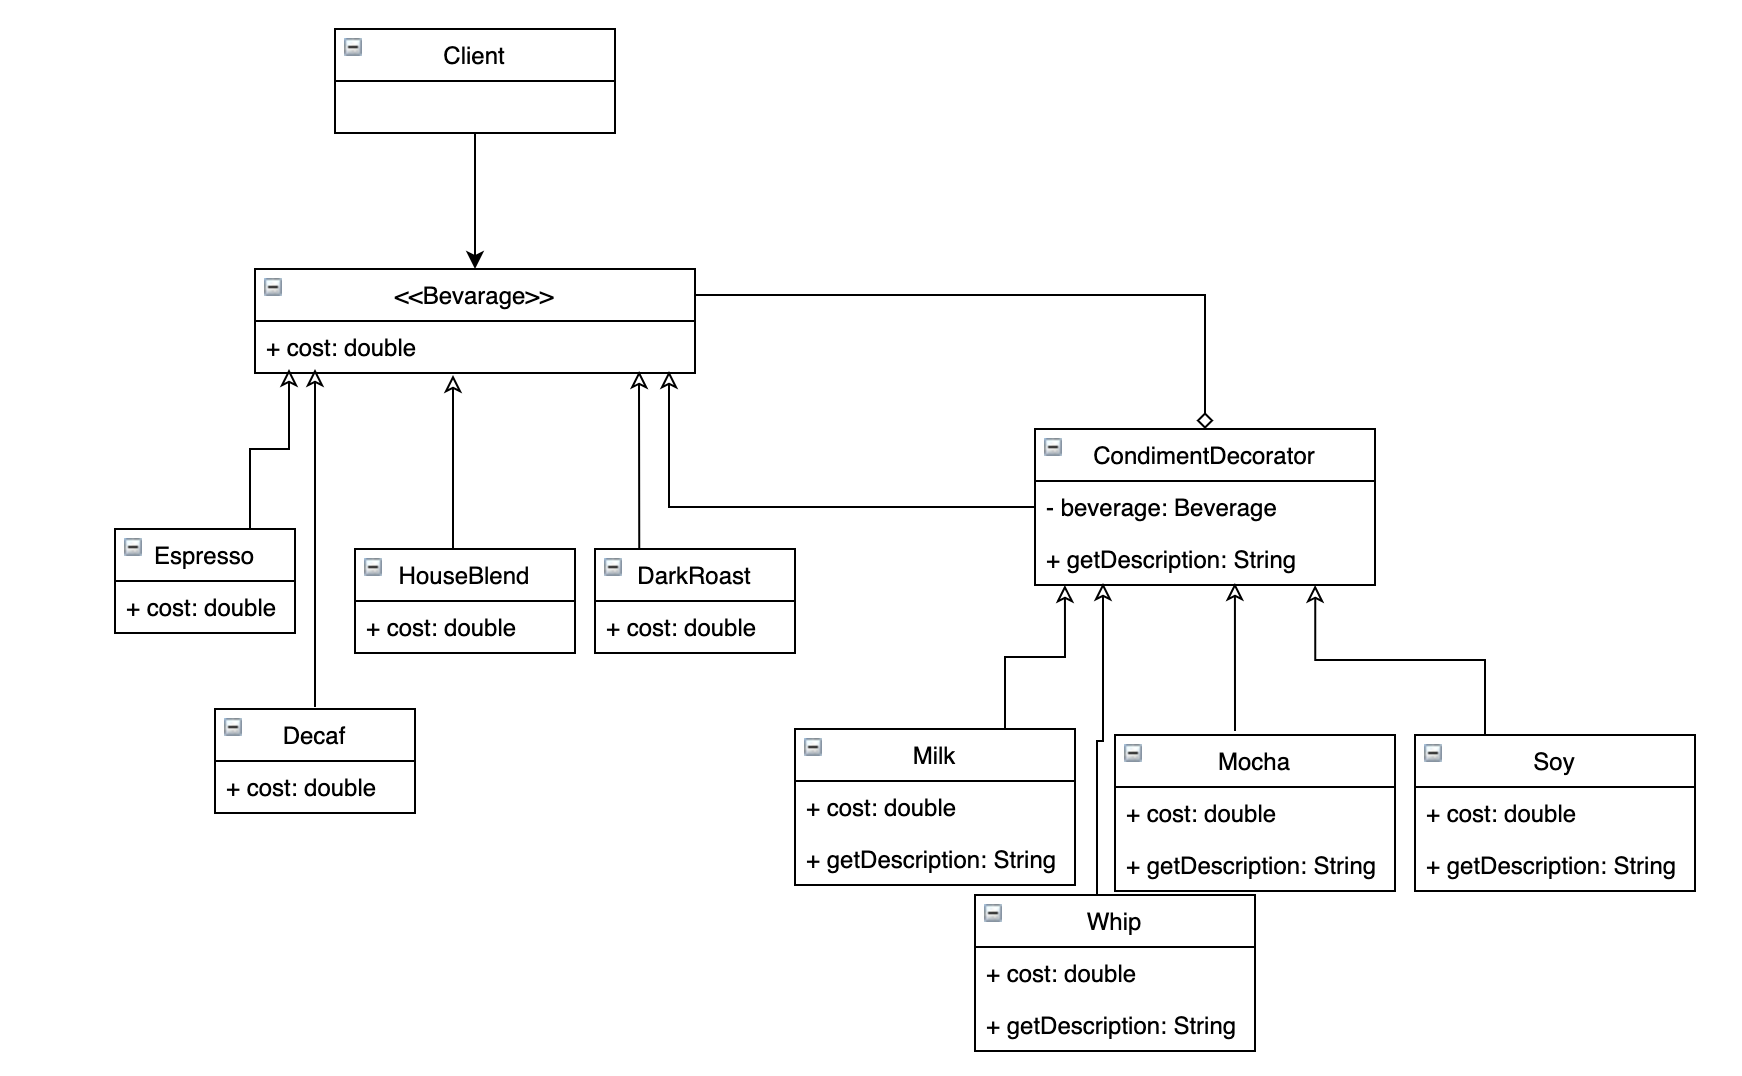 Client
<<Bevarage>>
+ cost: double
CondimentDecorator
- beverage: Beverage
+ getDescription: String
Espresso
+ cost: double
HouseBlend
+ cost: double
DarkRoast
+ cost: double
Decaf
+ cost: double
Milk
+ cost: double
+ getDescription: String
Mocha
+ cost: double
+ getDescription: String
Soy
+ cost: double
+ getDescription: String
Whip
+ cost: double
+ getDescription: String